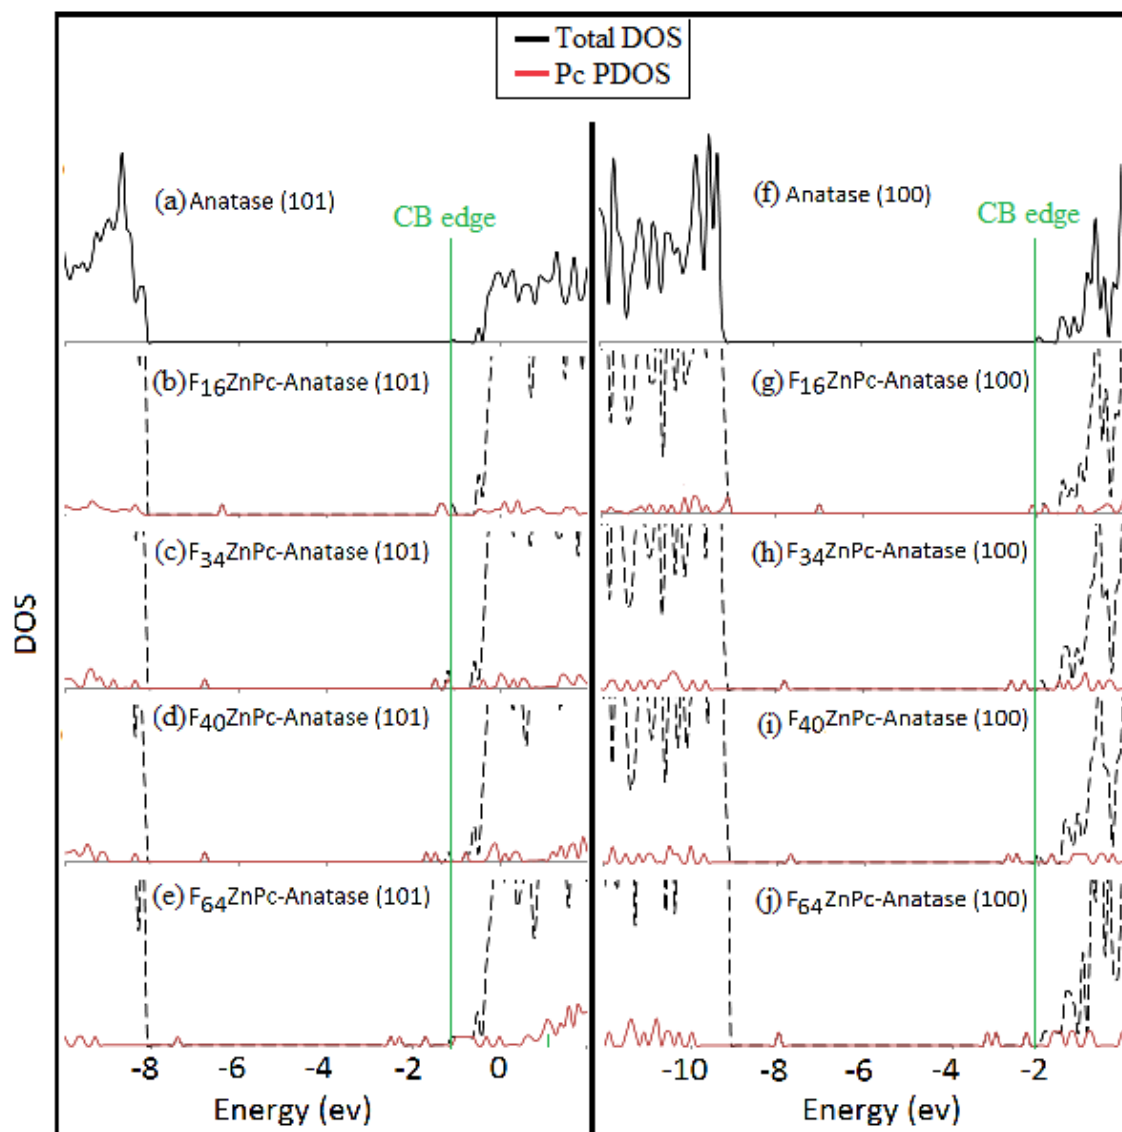 Total DOS
Pc PDOS
(a) Anatase (101)
CB edge
(b) F16ZnPc-Anatase (101)
(c) F34ZnPc-Anatase (101)
(d) F40ZnPc-Anatase (101)
(e) F64ZnPc-Anatase (101)
-8 -6 -4 -2 0
Energy (ev)
(f) Anatase (100)
CB edge
(g) F16ZnPc-Anatase (100)
(h) F34ZnPc-Anatase (100)
(i) F40ZnPc-Anatase (100)
(j) F64ZnPc-Anatase (100)
-10 -8 -6 -4 -2
Energy (ev)
DOS